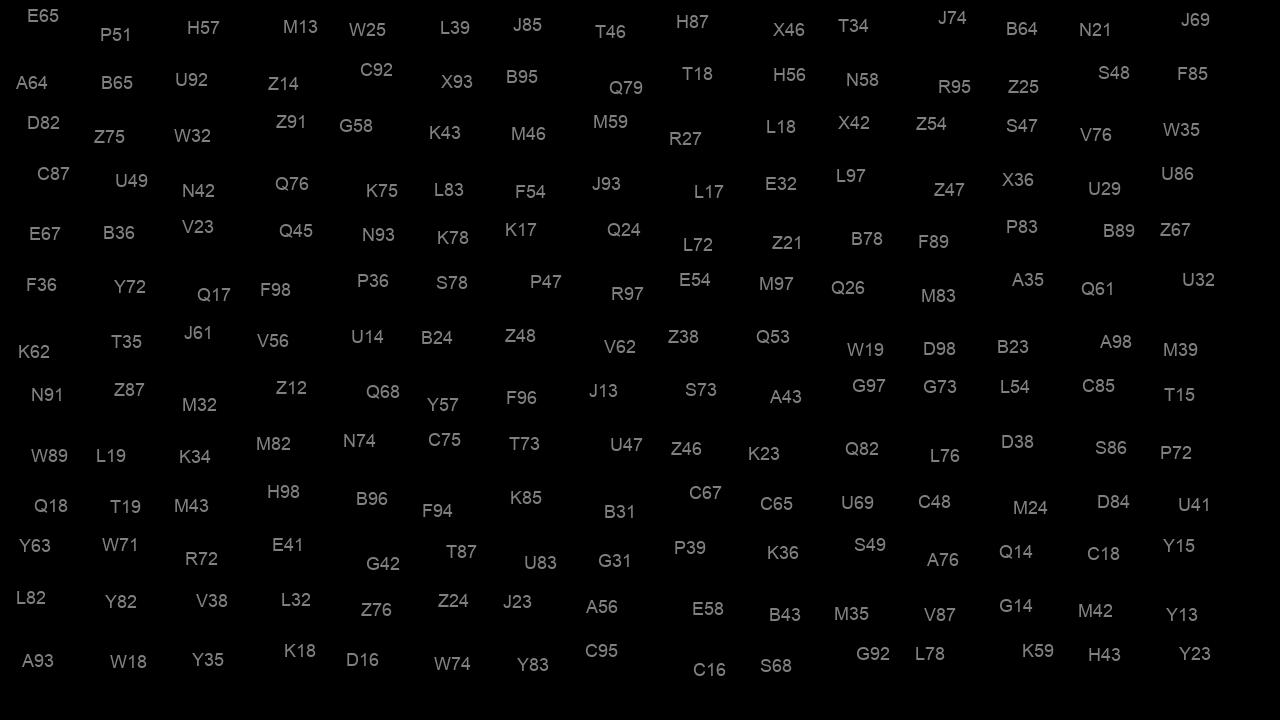 E65 P51 H57 M13 W25 L39 J85 T46 H87 X46 T34 J74 B64 N21 J69
A64 B65 U92 Z14 C92 X93 B95 Q79 T18 H56 N58 R95 Z25 S48 F85
D82 Z75 W32 Z91 G58 K43 M46 M59 R27 L18 X42 Z54 S47 V76 W35
C87 U49 N42 Q76 K75 L83 F54 J93 L17 E32 L97 Z47 X36 U29 U86
E67 B36 V23 Q45 N93 K78 K17 Q24 L72 Z21 B78 F89 P83 B89 Z67
F36 Y72 Q17 F98 P36 S78 P47 R97 E54 M97 Q26 M83 A35 Q61 U32
K62 T35 J61 V56 U14 B24 Z48 V62 Z38 Q53 W19 D98 B23 A98 M39
N91 Z87 M32 Z12 Q68 Y57 F96 J13 S73 A43 G97 G73 L54 C85 T15
W89 L19 K34 M82 N74 C75 T73 U47 Z46 K23 Q82 L76 D38 S86 P72
Q18 T19 M43 H98 B96 F94 K85 B31 C67 C65 U69 C48 M24 D84 U41
Y63 W71 R72 E41 G42 T87 U83 G31 P39 K36 S49 A76 Q14 C18 Y15
L82 Y82 V38 L32 Z76 Z24 J23 A56 E58 B43 M35 V87 G14 M42 Y13
A93 W18 Y35 K18 D16 W74 Y83 C95 C16 S68 G92 L78 K59 H43 Y23